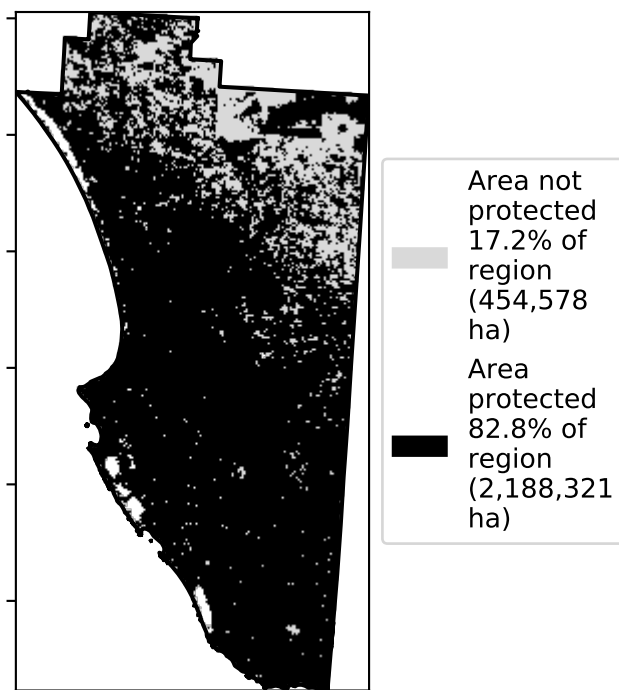 Area not
protected
17.2% of
region
(454,578
ha)
Area
protected
82.8% of
region
(2,188,321
ha)